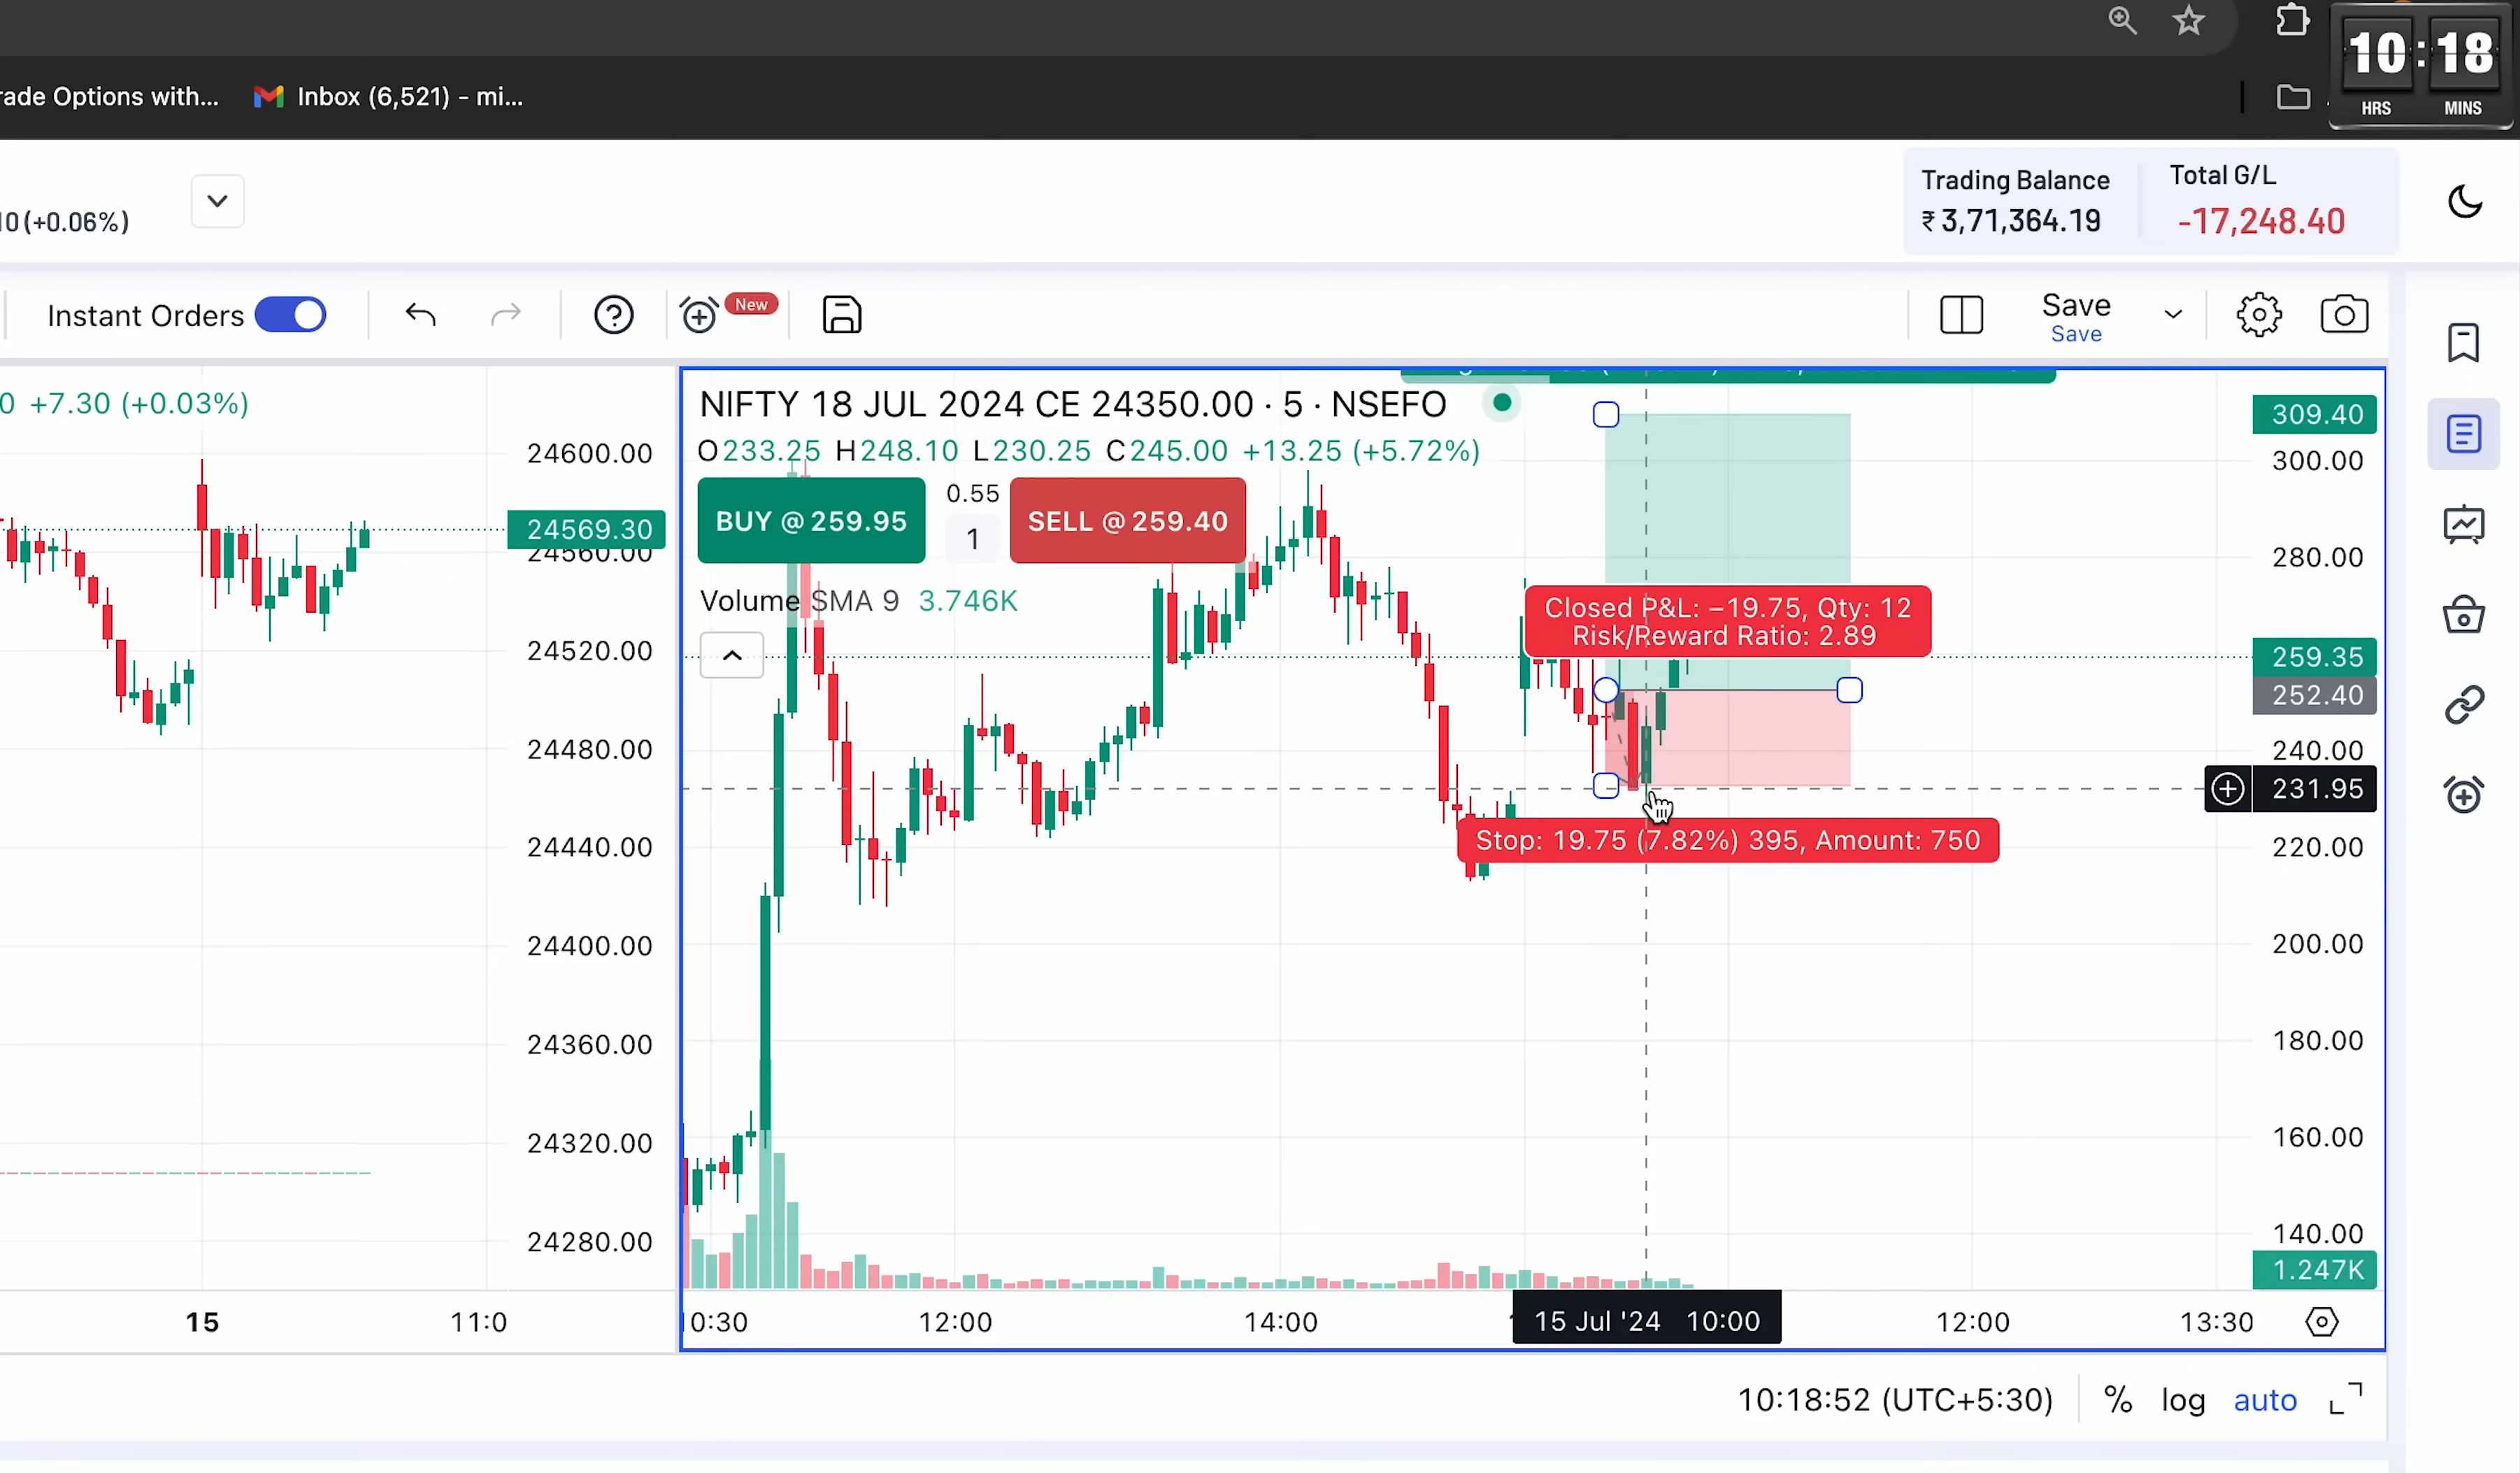 10:18
HRS MINS
rade Options with...
Inbox (6,521) - mi...
Trading Balance
₹ 3,71,364.19
Total G/L
-17,248.40
10 (+0.06%)
Instant Orders
New
Save
Save
0 +7.30 (+0.03%)
24600.00
24569.30
24560.00
24520.00
24480.00
24440.00
24400.00
24360.00
24320.00
24280.00
15
11:0
NIFTY 18 JUL 2024 CE 24350.00 · 5 · NSEFO
O233.25 H248.10 L230.25 C245.00 +13.25 (+5.72%)
BUY @ 259.95
0.55
1
SELL @ 259.40
Volume SMA 9 3.746K
Closed P&L: −19.75, Qty: 12
Risk/Reward Ratio: 2.89
Stop: 19.75 (7.82%) 395, Amount: 750
309.40
300.00
280.00
259.35
252.40
240.00
231.95
220.00
200.00
180.00
160.00
140.00
1.247K
0:30
12:00
14:00
15 Jul '24 10:00
12:00
13:30
10:18:52 (UTC+5:30)
%
log
auto